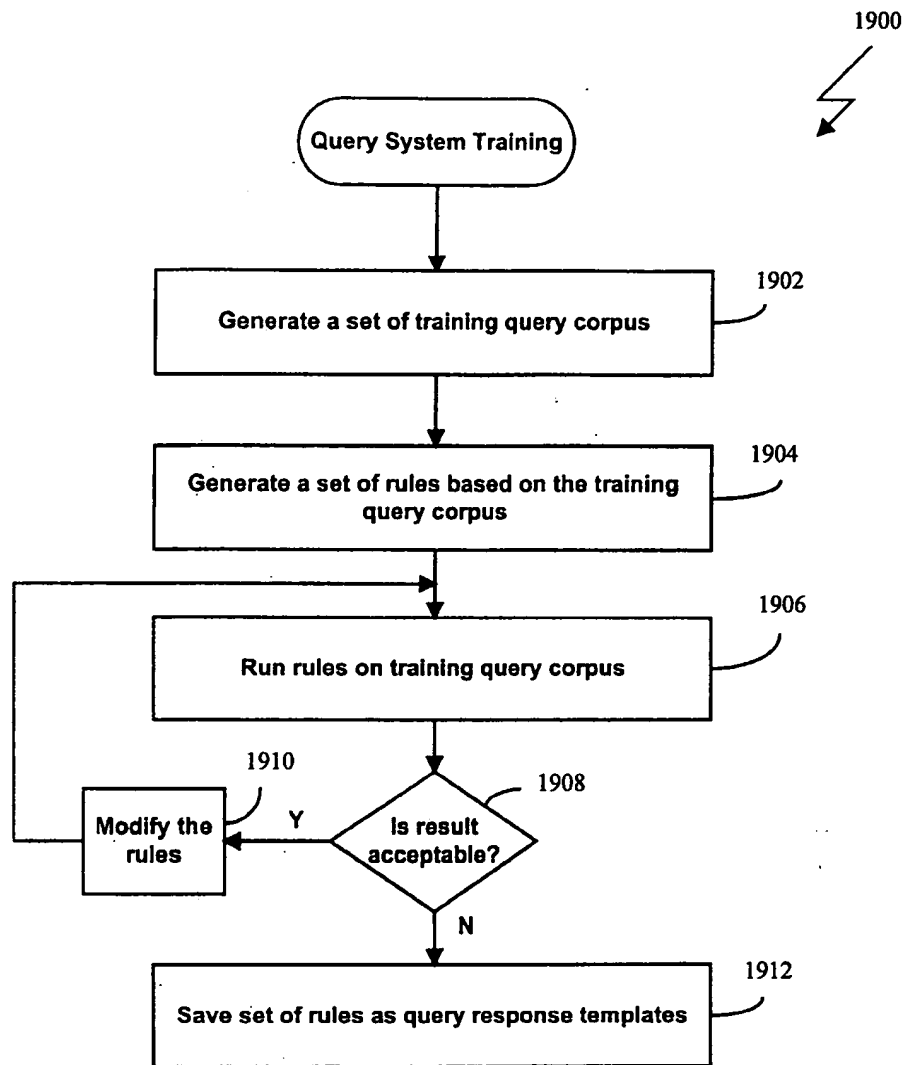 1900
Query System Training
1902
Generate a set of training query corpus
1904
Generate a set of rules based on the training
query corpus
1906
Run rules on training query corpus
1910
1908
Modify the
rules
Y
Is result
acceptable?
N
1912
Save set of rules as query response templates